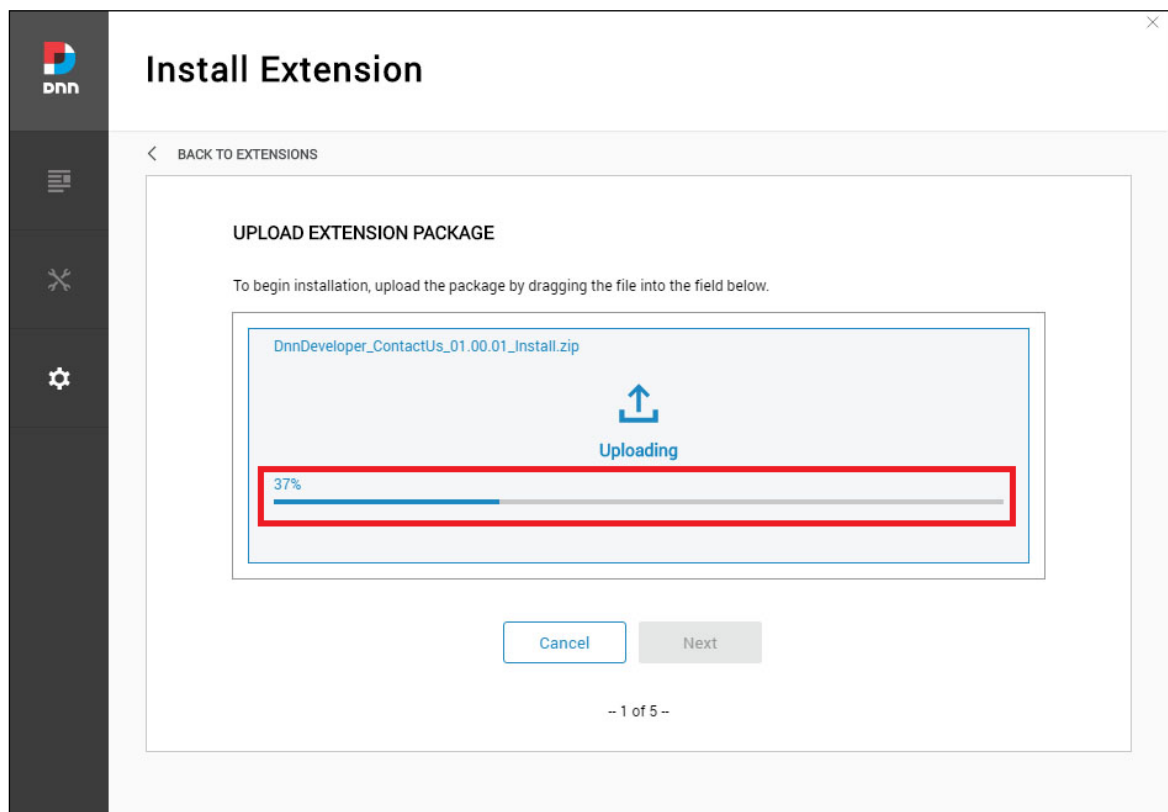 Dnn
Install Extension
BACK TO EXTENSIONS
UPLOAD EXTENSION PACKAGE
To begin installation, upload the package by dragging the file into the field below.
DnnDeveloper_ContactUs_01.00.01_Install.zip
Uploading
37%
Cancel Next
-- 1 of 5 --